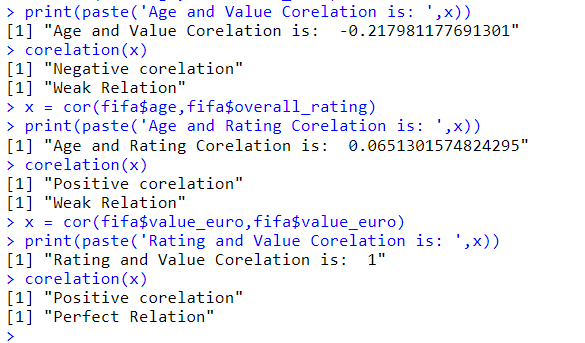 > print(paste('Age and Value Corelation is: ',x))
[1] "Age and Value Corelation is:  -0.217981177691301"
> corelation(x)
[1] "Negative corelation"
[1] "Weak Relation"
> x = cor(fifa$age,fifa$overall_rating)
> print(paste('Age and Rating Corelation is: ',x))
[1] "Age and Rating Corelation is:  0.0651301574824295"
> corelation(x)
[1] "Positive corelation"
[1] "Weak Relation"
> x = cor(fifa$value_euro,fifa$value_euro)
> print(paste('Rating and Value Corelation is: ',x))
[1] "Rating and Value Corelation is:  1"
> corelation(x)
[1] "Positive corelation"
[1] "Perfect Relation"
>